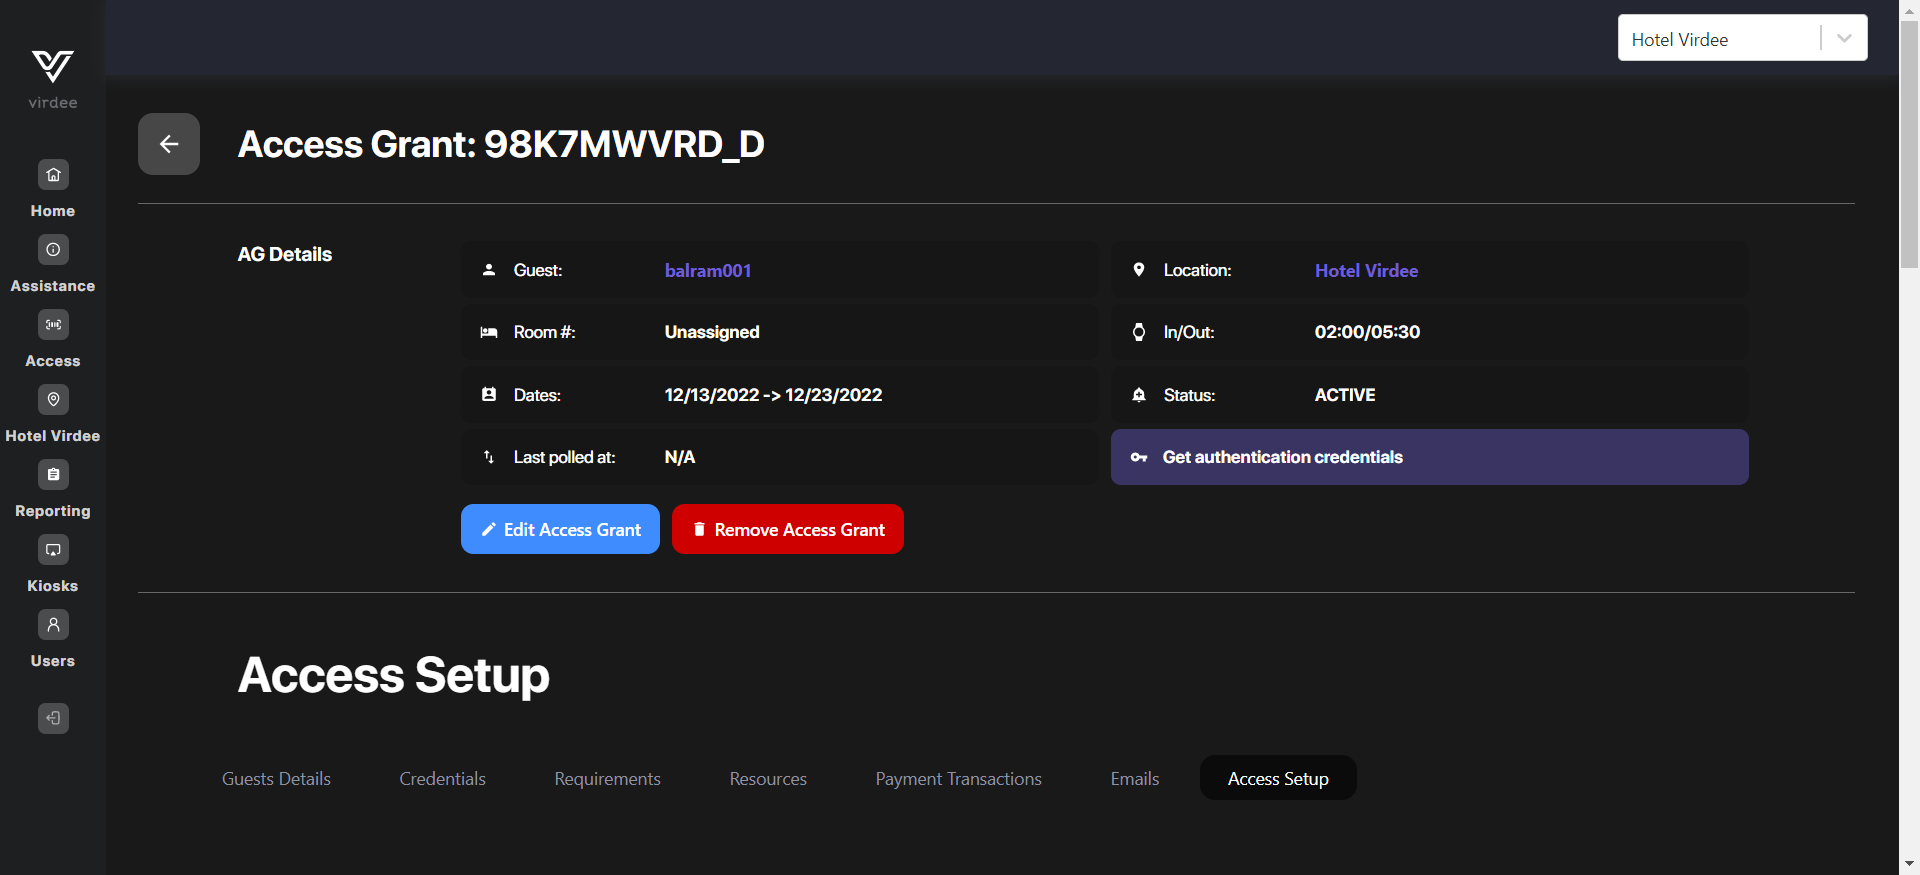 Hotel Virdee
virdee
Home
Assistance
Access
Hotel Virdee
Reporting
Kiosks
Users
Access Grant: 98K7MWVRD_D
AG Details
Guest: balram001
Location: Hotel Virdee
Room #: Unassigned
In/Out: 02:00/05:30
Dates: 12/13/2022 -> 12/23/2022
Status: ACTIVE
Last polled at: N/A
Get authentication credentials
Edit Access Grant
Remove Access Grant
Access Setup
Guests Details
Credentials
Requirements
Resources
Payment Transactions
Emails
Access Setup